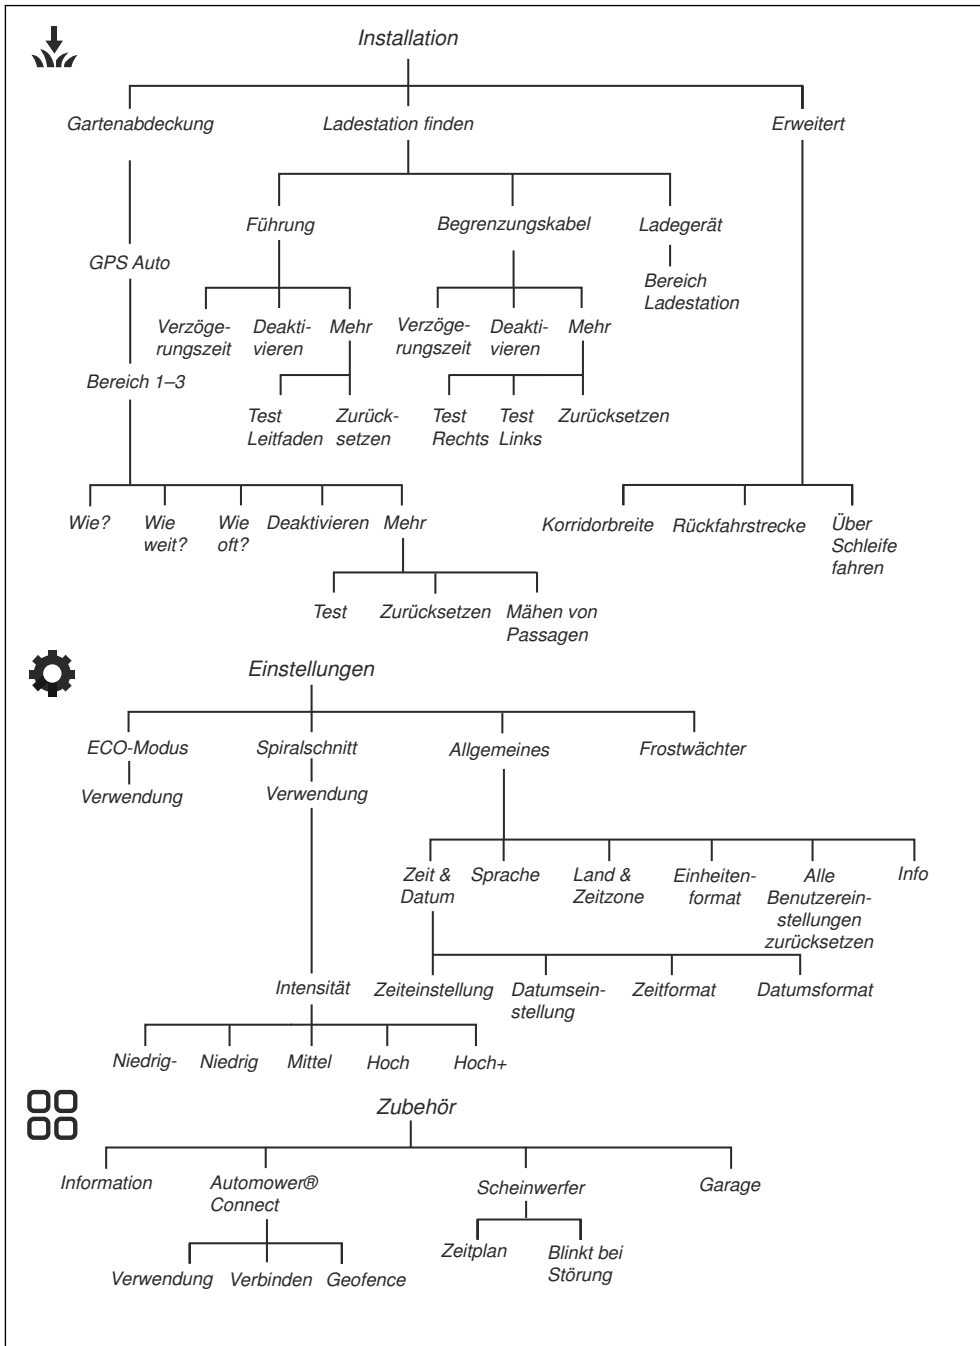 Installation
Gartenabdeckung
Ladestation finden
Erweitert
Führung
Begrenzungskabel
Ladegerät
GPS Auto
Bereich
Ladestation
Verzöge-
rungszeit
Deakti-
vieren
Mehr
Verzöge-
rungszeit
Deakti-
vieren
Mehr
Bereich 1–3
Test
Leitfaden
Zurück-
setzen
Test
Rechts
Test
Links
Zurücksetzen
Wie?
Wie
weit?
Wie
oft?
Deaktivieren
Mehr
Korridorbreite
Rückfahrstrecke
Über
Schleife
fahren
Test
Zurücksetzen
Mähen von
Passagen
Einstellungen
ECO-Modus
Spiralschnitt
Allgemeines
Frostwächter
Verwendung
Verwendung
Zeit &
Datum
Sprache
Land &
Zeitzone
Einheiten-
format
Alle
Benutzerein-
stellungen
zurücksetzen
Info
Intensität
Zeiteinstellung
Datumsein-
stellung
Zeitformat
Datumsformat
Niedrig-
Niedrig
Mittel
Hoch
Hoch+
Zubehör
Information
Automower®
Connect
Scheinwerfer
Garage
Zeitplan
Blinkt bei
Störung
Verwendung
Verbinden
Geofence